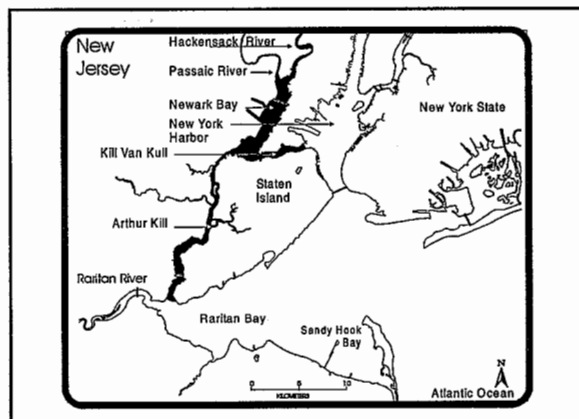 New
Jersey
Hackensack River
Passaic River
Newark Bay
New York
Harbor
New York State
Kill Van Kull
Staten
Island
Arthur Kill
Raritan River
Raritan Bay
Sandy Hook
Bay
0 5 10
KILOMETERS
N
Atlantic Ocean